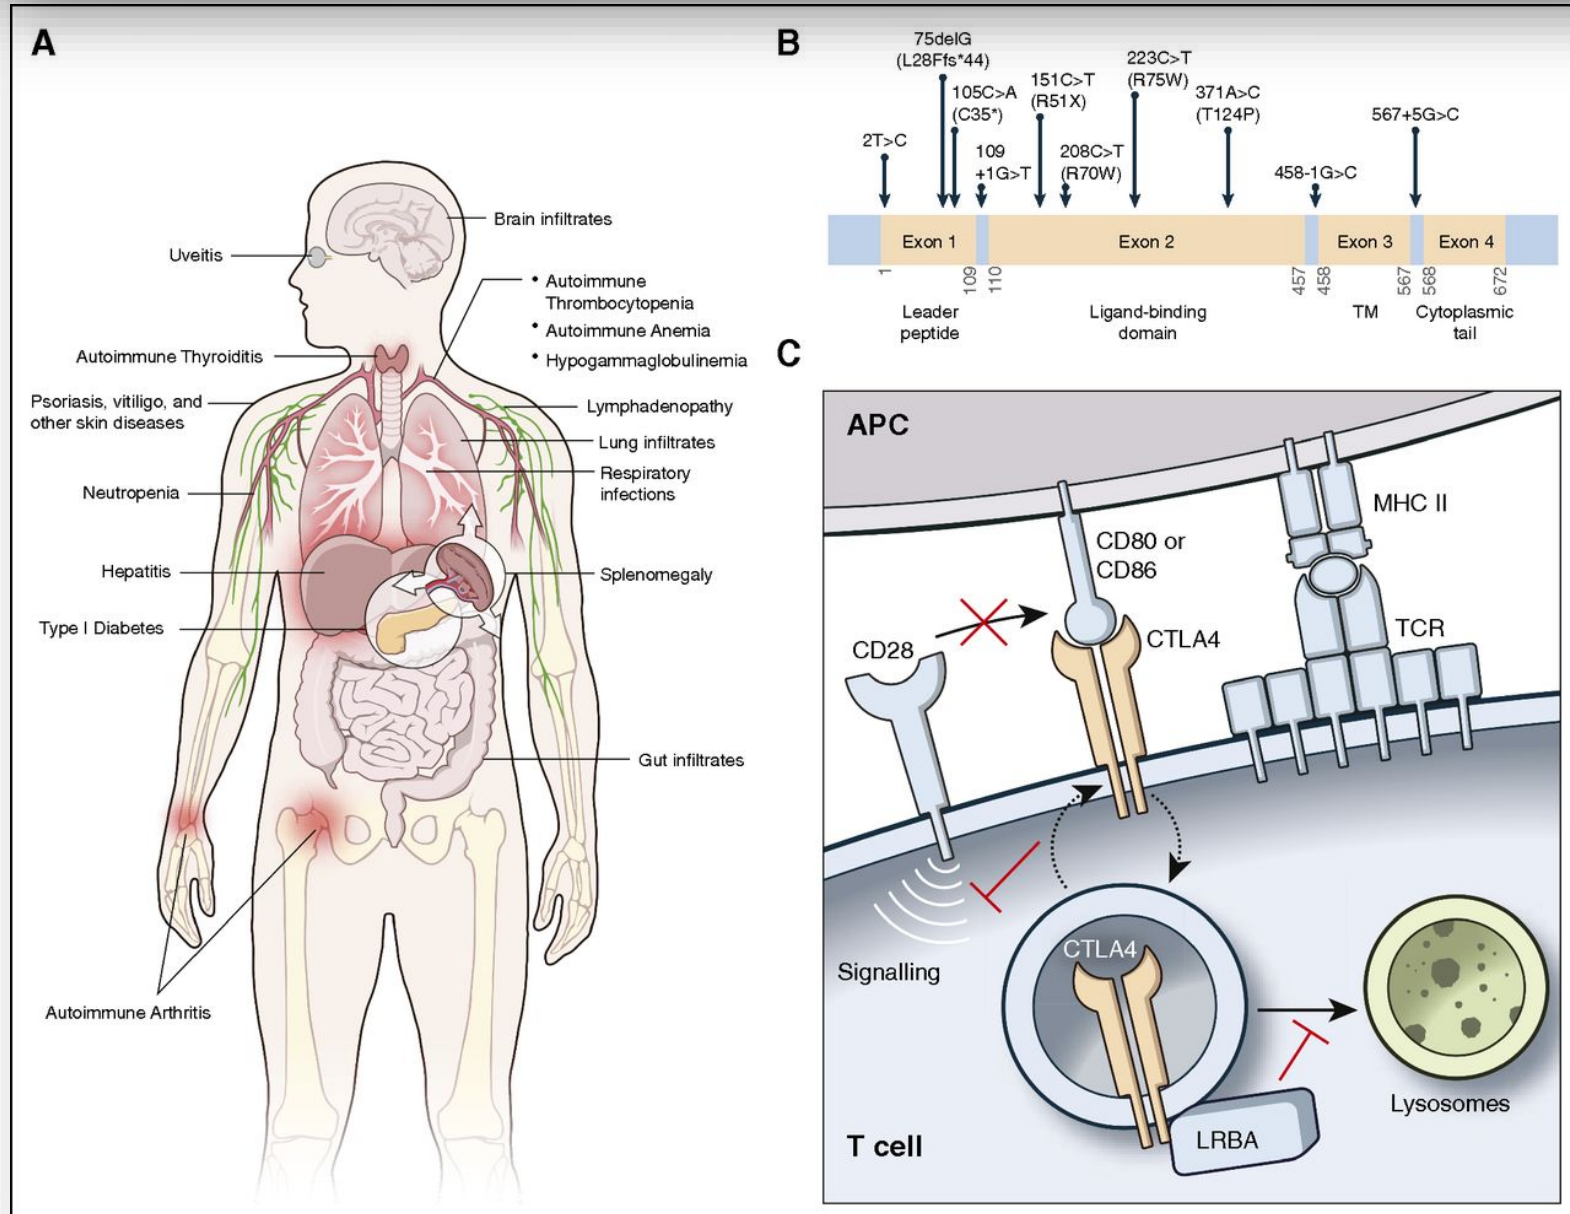 A
Brain infiltrates
Uveitis
• Autoimmune
Thrombocytopenia
• Autoimmune Anemia
• Hypogammaglobulinemia
Autoimmune Thyroiditis
Psoriasis, vitiligo, and
other skin diseases
Lymphadenopathy
Lung infiltrates
Respiratory
infections
Neutropenia
Hepatitis
Splenomegaly
Type I Diabetes
Gut infiltrates
Autoimmune Arthritis
B
75delG
(L28Ffs*44)
105C>A
(C35*)
151C>T
(R51X)
223C>T
(R75W)
371A>C
(T124P)
567+5G>C
2T>C
109
+1G>T
208C>T
(R70W)
458-1G>C
Exon 1
Exon 2
Exon 3
Exon 4
1
109
110
457
458
567
568
672
Leader
peptide
Ligand-binding
domain
TM
Cytoplasmic
tail
C
APC
MHC II
CD80 or
CD86
CTLA4
TCR
CD28
Signalling
CTLA4
Lysosomes
LRBA
T cell